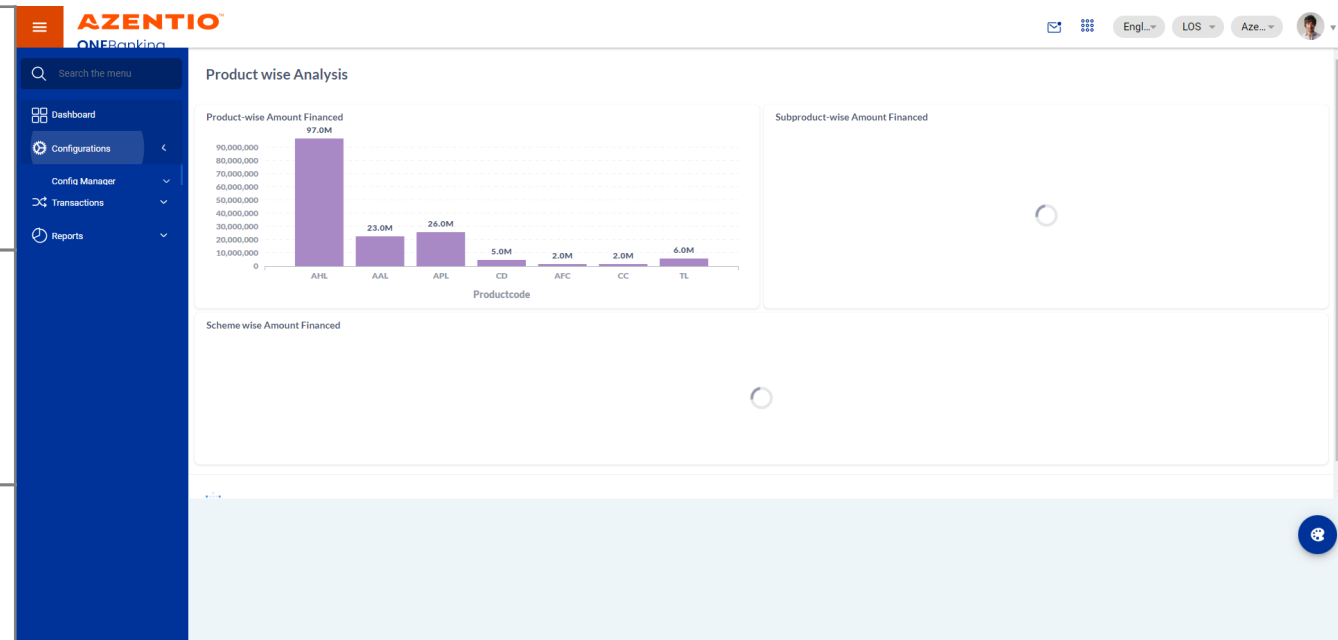 AZENTIO
ONEBanking
Engl...
LOS
Aze...
Search the menu
Dashboard
Configurations
Config Manager
Transactions
Reports
Product wise Analysis
Product-wise Amount Financed
97.0M
90,000,000
80,000,000
70,000,000
60,000,000
50,000,000
40,000,000
30,000,000
20,000,000
10,000,000
0
23.0M
26.0M
5.0M
2.0M
2.0M
6.0M
AHL AAL APL CD AFC CC TL
Productcode
Subproduct-wise Amount Financed
Scheme wise Amount Financed